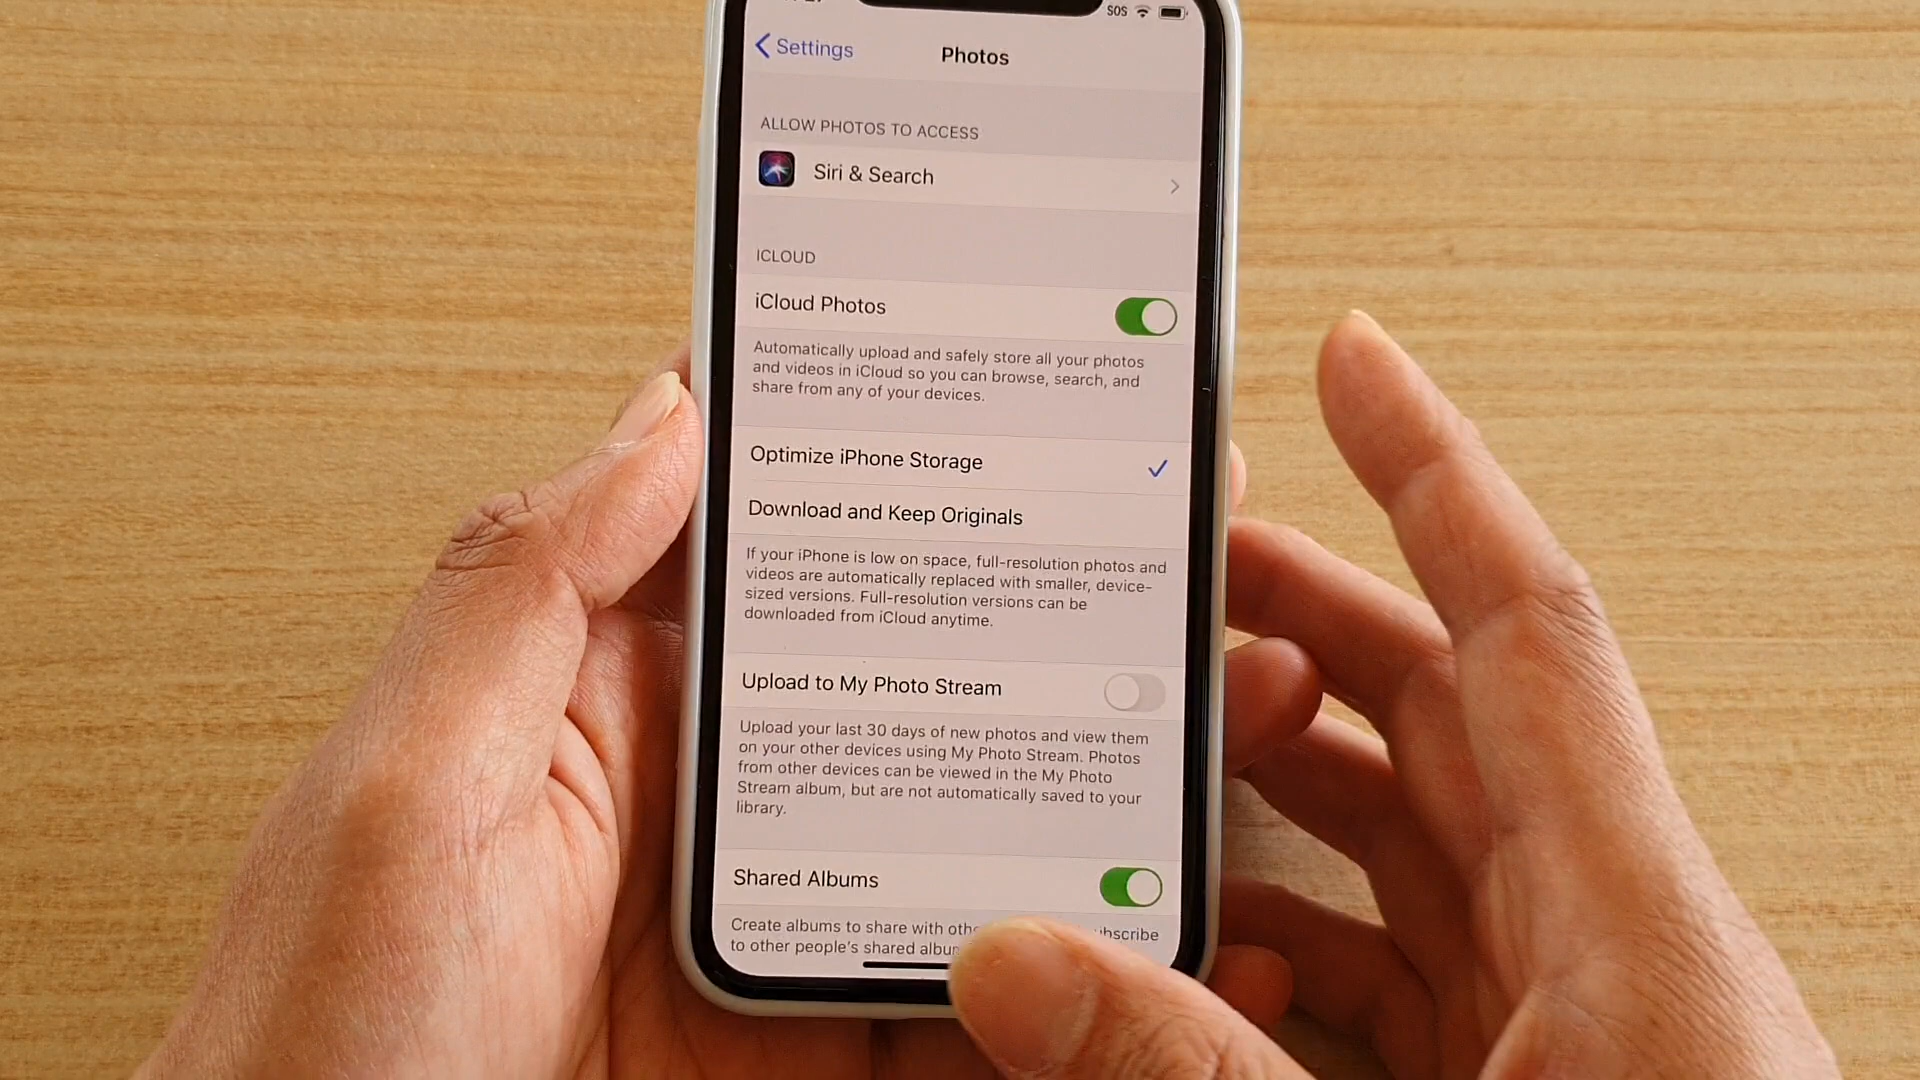 SOS
Settings
Photos
ALLOW PHOTOS TO ACCESS
Siri & Search
ICLOUD
iCloud Photos
Automatically upload and safely store all your photos
and videos in iCloud so you can browse, search, and
share from any of your devices.
Optimize iPhone Storage
Download and Keep Originals
If your iPhone is low on space, full-resolution photos and
videos are automatically replaced with smaller, device-
sized versions. Full-resolution versions can be
downloaded from iCloud anytime.
Upload to My Photo Stream
Upload your last 30 days of new photos and view them
on your other devices using My Photo Stream. Photos
from other devices can be viewed in the My Photo
Stream album, but are not automatically saved to your
library.
Shared Albums
Create albums to share with
to other people's shared